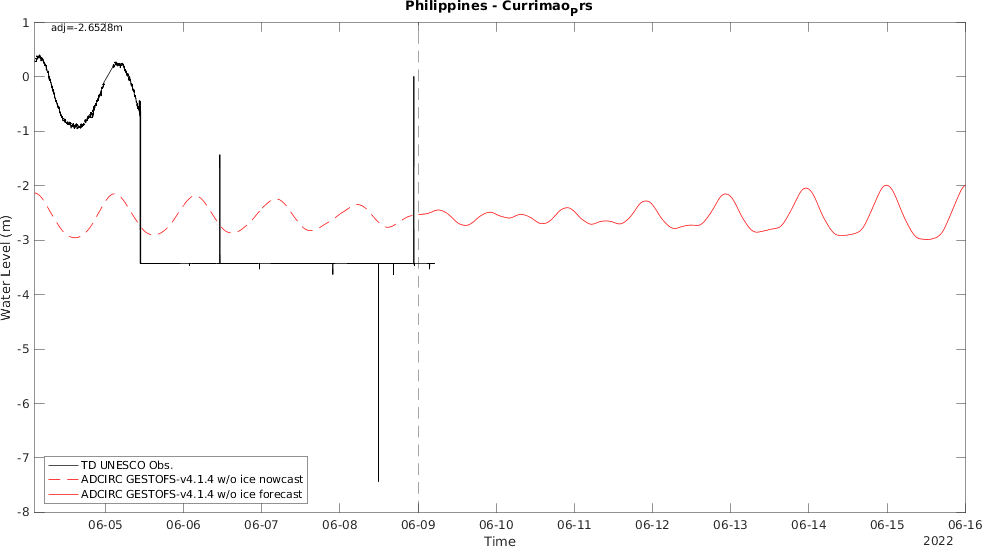 Philippines - Currimaoprs
adj=-2.6528m
1
0
-1
-2
-3
-4
-5
-6
-7
-8
Water Level (m)
TD UNESCO Obs.
ADCIRC GESTOFS-v4.1.4 w/o ice nowcast
ADCIRC GESTOFS-v4.1.4 w/o ice forecast
06-05 06-06 06-07 06-08 06-09 06-10 06-11 06-12 06-13 06-14 06-15 06-16
Time
2022